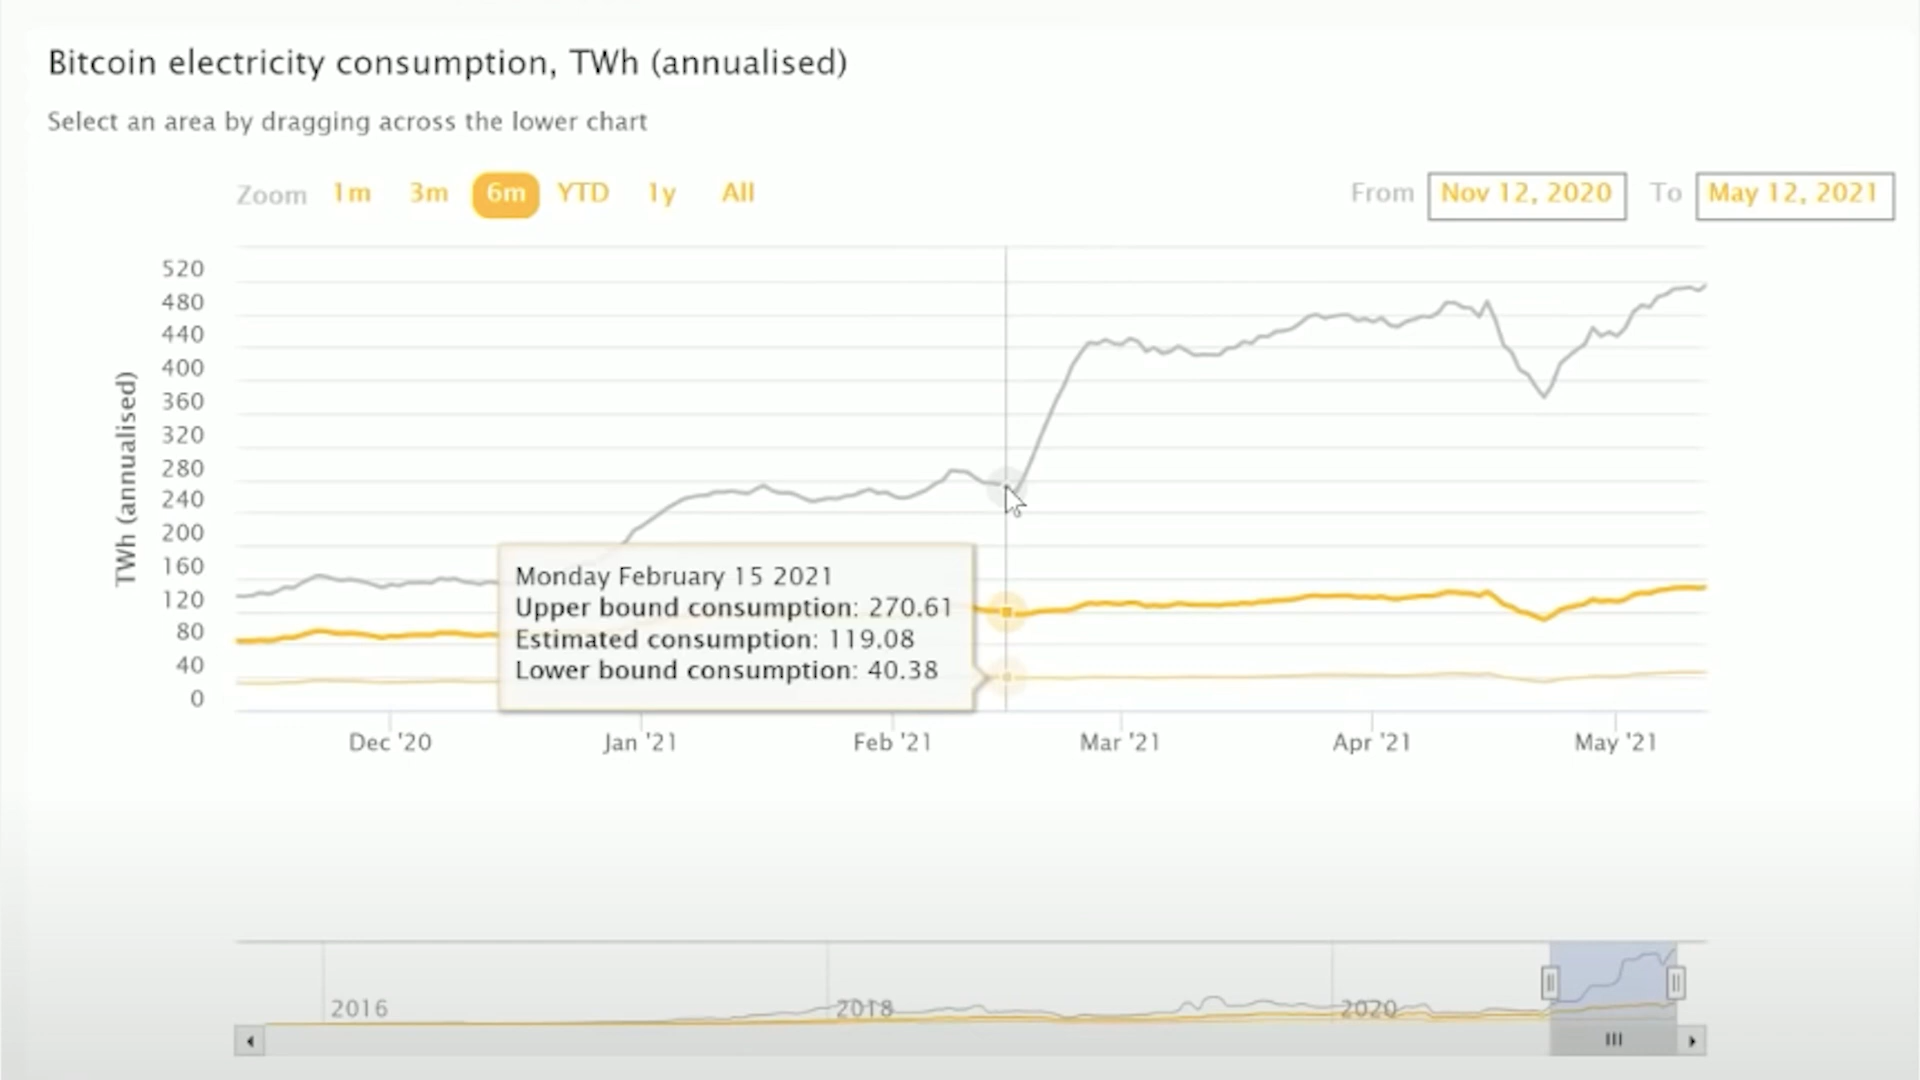 Bitcoin electricity consumption, TWh (annualised)
Select an area by dragging across the lower chart
Zoom 1m 3m 6m YTD 1y All From Nov 12, 2020 To May 12, 2021
TWh (annualised)
520
480
440
400
360
320
280
240
200
160
120
80
40
0
Monday February 15 2021
Upper bound consumption: 270.61
Estimated consumption: 119.08
Lower bound consumption: 40.38
Dec '20 Jan '21 Feb '21 Mar '21 Apr '21 May '21
2016 2018 2020